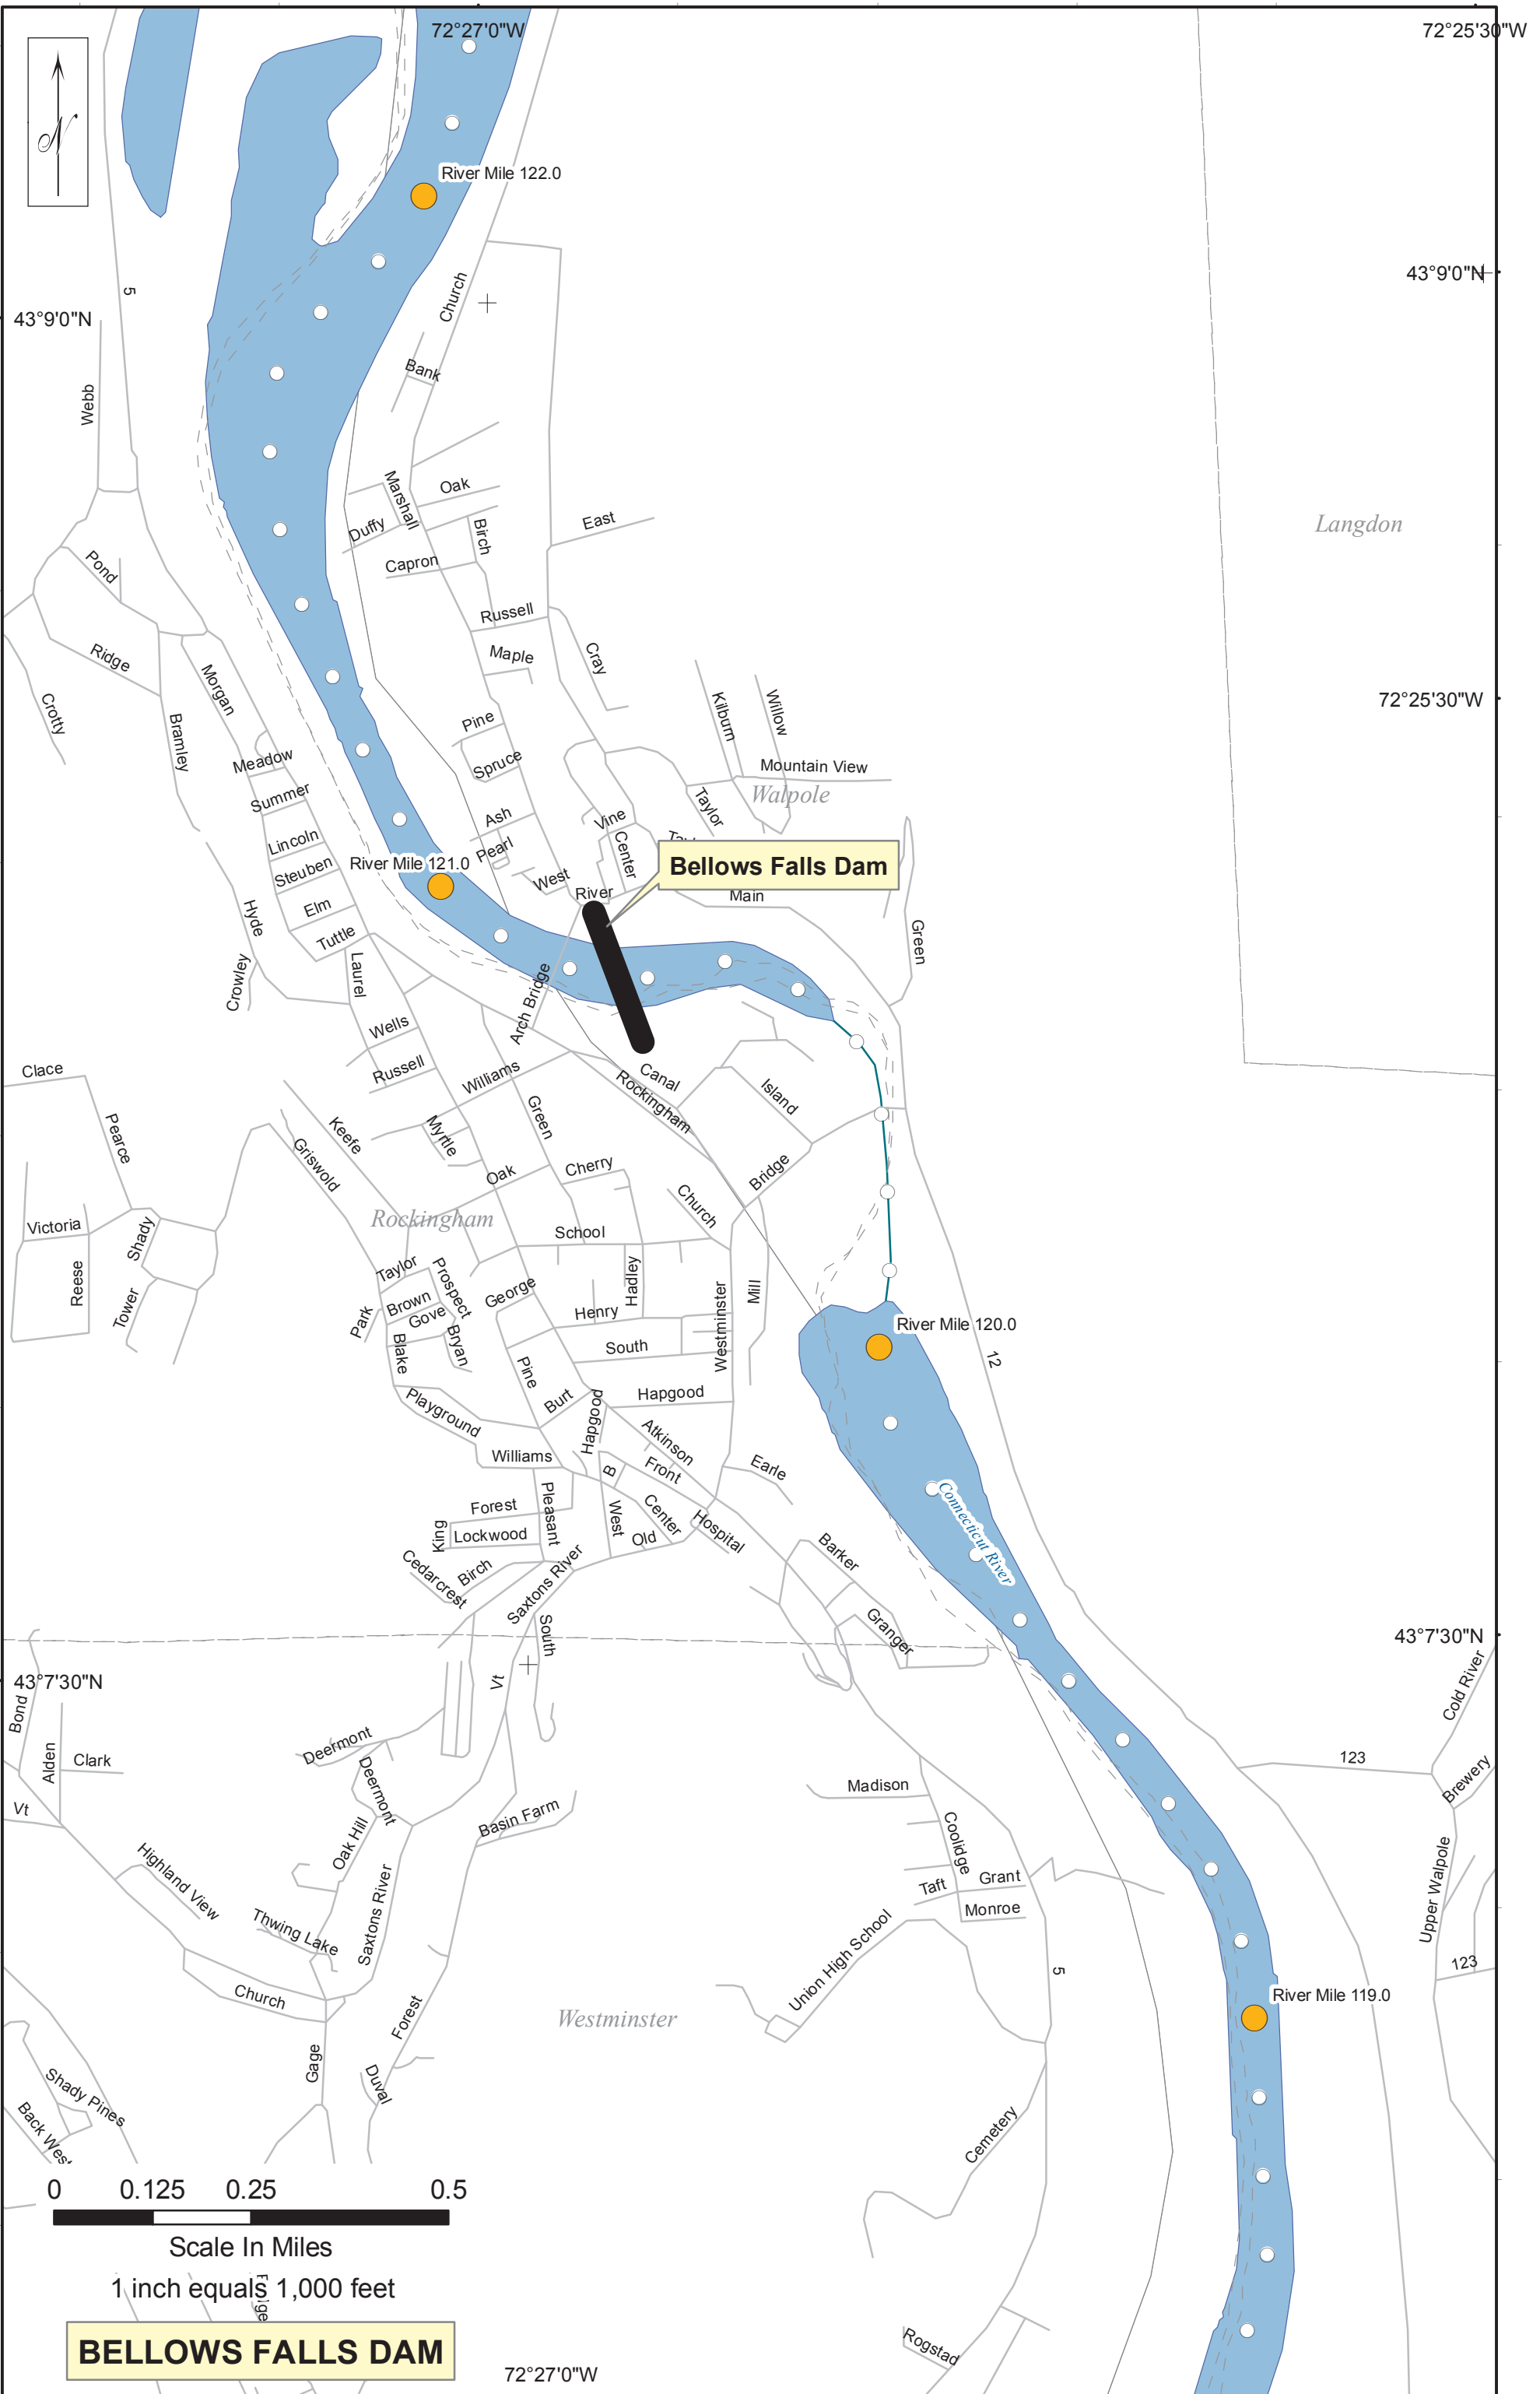 72°27'0"W
72°25'30"W
N
River Mile 122.0
43°9'0"N
5
Church
43°9'0"N
Bank
Webb
Marshall
Oak
Langdon
Duffy
Birch
East
Capron
Pond
Russell
Ridge
Maple
Cray
Morgan
Crotty
Kilburn
Willow
72°25'30"W
Bramley
Pine
Meadow
Spruce
Mountain View
Walpole
Summer
Ash
Vine
Taylor
Lincoln
Pearl
Center
River Mile 121.0
Bellows Falls Dam
Steuben
West
River
Main
Elm
Hyde
Tuttle
Green
Laurel
Crowley
Arch Bridge
Wells
Russell
Williams
Canal
Rockingham
Island
Clace
Pearce
Keefe
Green
Myrtle
Griswold
Oak
Cherry
Bridge
Church
Rockingham
Victoria
Shady
School
Reese
Tower
Taylor
Prospect
George
Hadley
Westminster
Mill
Park
Brown
Gove
Henry
River Mile 120.0
Blake
Bryan
South
12
Pine
Playground
Burt
Hapgood
Hapgood
Atkinson
Williams
B
Front
Earle
Forest
Pleasant
West
Center
Connecticut River
King
Lockwood
Old
Hospital
Cedarcrest
Birch
Saxtons River
Barker
South
Granger
43°7'30"N
43°7'30"N
Vt
Cold River
Bond
Deermont
Alden
Clark
Deermont
Madison
123
Brewery
Vt
Basin Farm
Coolidge
Oak Hill
Highland View
Saxtons River
Taft
Grant
Upper Walpole
Monroe
Thwing Lake
Union High School
123
5
Church
River Mile 119.0
Westminster
Forest
Gage
Duval
Shady Pines
Back West
Cemetery
0 0.125 0.25 0.5
Scale In Miles
1 inch equals 1,000 feet
Rogstad
BELLOWS FALLS DAM
72°27'0"W